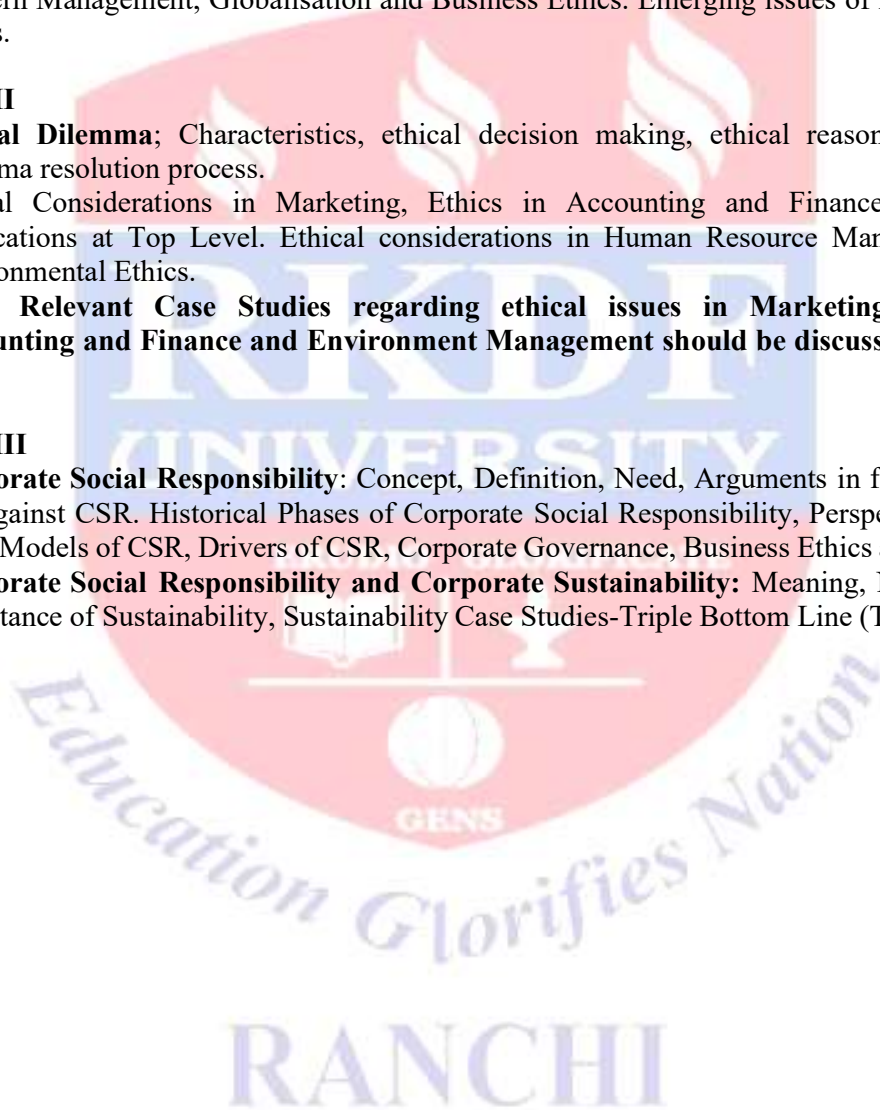 ern Management, Globalisation and Business Ethics. Emerging issues of
s.
II
al Dilemma; Characteristics, ethical decision making, ethical reason
ma resolution process.
al Considerations in Marketing, Ethics in Accounting and Finance
cations at Top Level. Ethical considerations in Human Resource Man
onmental Ethics.
Relevant Case Studies regarding ethical issues in Marketing
unting and Finance and Environment Management should be discuss
III
orate Social Responsibility: Concept, Definition, Need, Arguments in f
gainst CSR. Historical Phases of Corporate Social Responsibility, Perspe
Models of CSR, Drivers of CSR, Corporate Governance, Business Ethics
orate Social Responsibility and Corporate Sustainability: Meaning,
tance of Sustainability, Sustainability Case Studies-Triple Bottom Line (T
RKDF
UNIVERSITY
GENS
Education Glorifies Nation
RANCHI